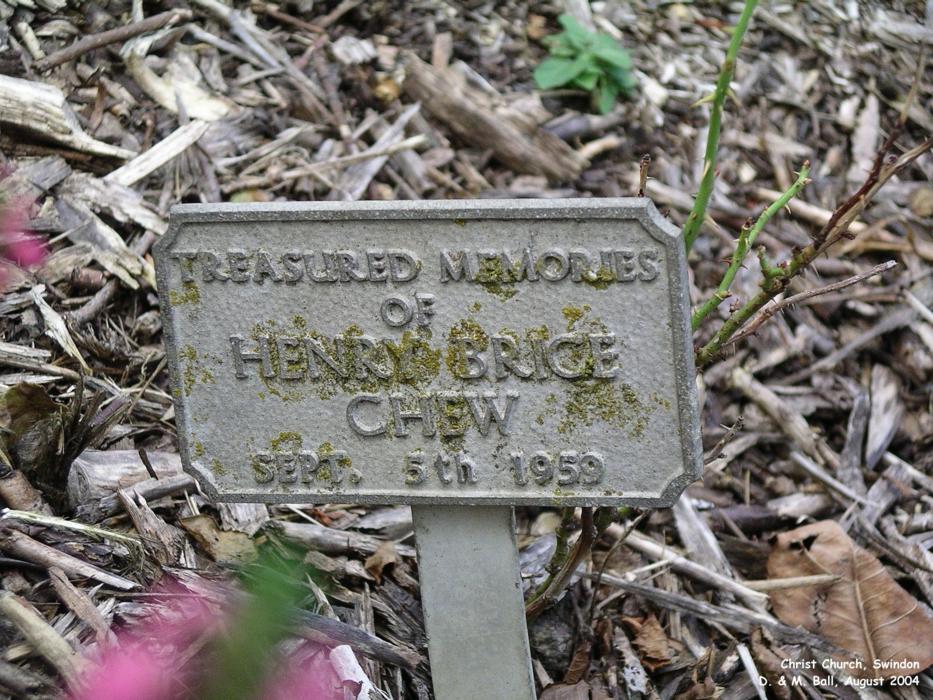 TREASURED MEMORIES
OF
HENRY BRICE
CHEW
SEPT. 5th 1959
Christ Church, Swindon
D. & M. Ball, August 2004